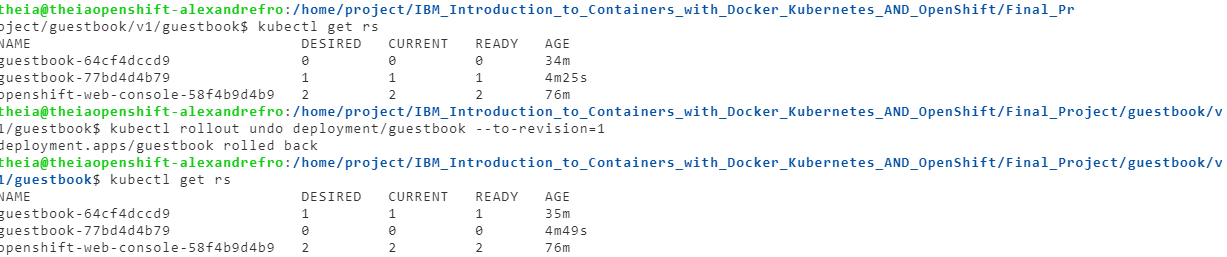 theia@theiaopenshift-alexandrefro:/home/project/IBM_Introduction_to_Containers_with_Docker_Kubernetes_AND_OpenShift/Final_Pr
oject/guestbook/v1/guestbook$ kubectl get rs
NAME DESIRED CURRENT READY AGE
guestbook-64cf4dccd9 0 0 0 34m
guestbook-77bd4d4b79 1 1 1 4m25s
openshift-web-console-58f4b9d4b9 2 2 2 76m
theia@theiaopenshift-alexandrefro:/home/project/IBM_Introduction_to_Containers_with_Docker_Kubernetes_AND_OpenShift/Final_Project/guestbook/v
1/guestbook$ kubectl rollout undo deployment/guestbook --to-revision=1
deployment.apps/guestbook rolled back
theia@theiaopenshift-alexandrefro:/home/project/IBM_Introduction_to_Containers_with_Docker_Kubernetes_AND_OpenShift/Final_Project/guestbook/v
1/guestbook$ kubectl get rs
NAME DESIRED CURRENT READY AGE
guestbook-64cf4dccd9 1 1 1 35m
guestbook-77bd4d4b79 0 0 0 4m49s
openshift-web-console-58f4b9d4b9 2 2 2 76m